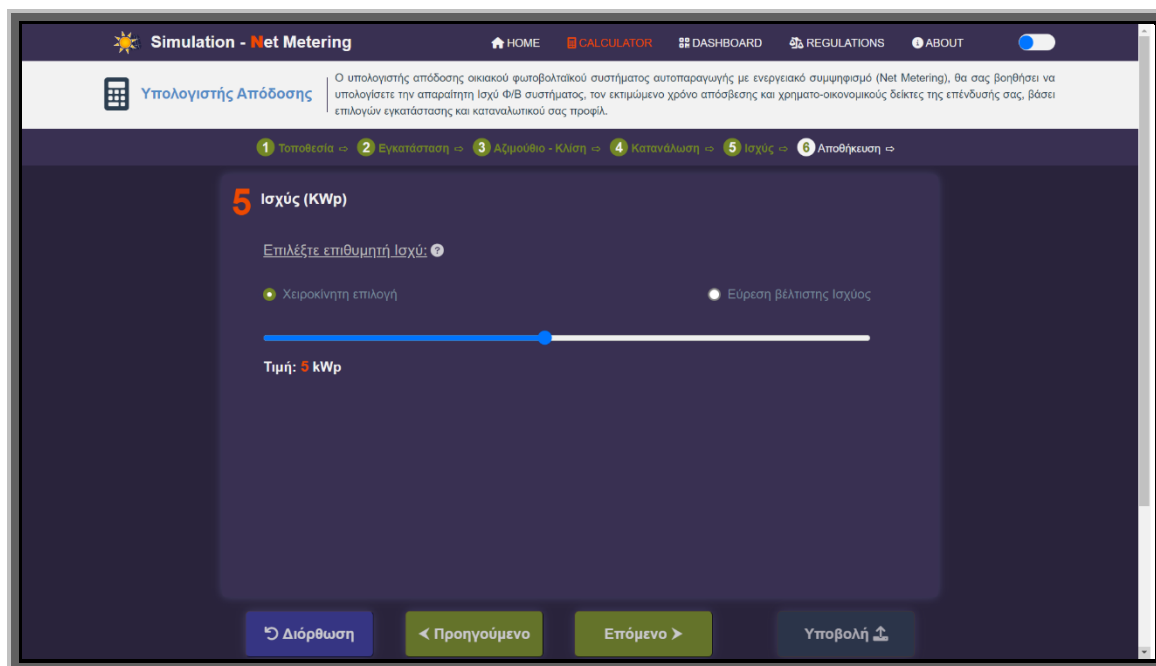 Simulation - Net Metering HOME CALCULATOR DASHBOARD REGULATIONS ABOUT
Υπολογιστής Απόδοσης
Ο υπολογιστής απόδοσης οικιακού φωτοβολταϊκού συστήματος αυτοπαραγωγής με ενεργειακό συμψηφισμό (Net Metering), θα σας βοηθήσει να
υπολογίσετε την απαραίτητη Ισχύ Φ/Β συστήματος, τον εκτιμώμενο χρόνο απόσβεσης και χρηματο-οικονομικούς δείκτες της επένδυσής σας, βάσει
επιλογών εγκατάστασης και καταναλωτικού σας προφίλ.
1 Τοποθεσία ⇨ 2 Εγκατάσταση ⇨ 3 Αζιμούθιο - Κλίση ⇨ 4 Κατανάλωση ⇨ 5 Ισχύς ⇨ 6 Αποθήκευση ⇨
5 Ισχύς (KWp)
Επιλέξτε επιθυμητή Ισχύ: ?
Χειροκίνητη επιλογή Εύρεση βέλτιστης Ισχύος
Τιμή: 5 kWp
Διόρθωση Προηγούμενο Επόμενο Υποβολή